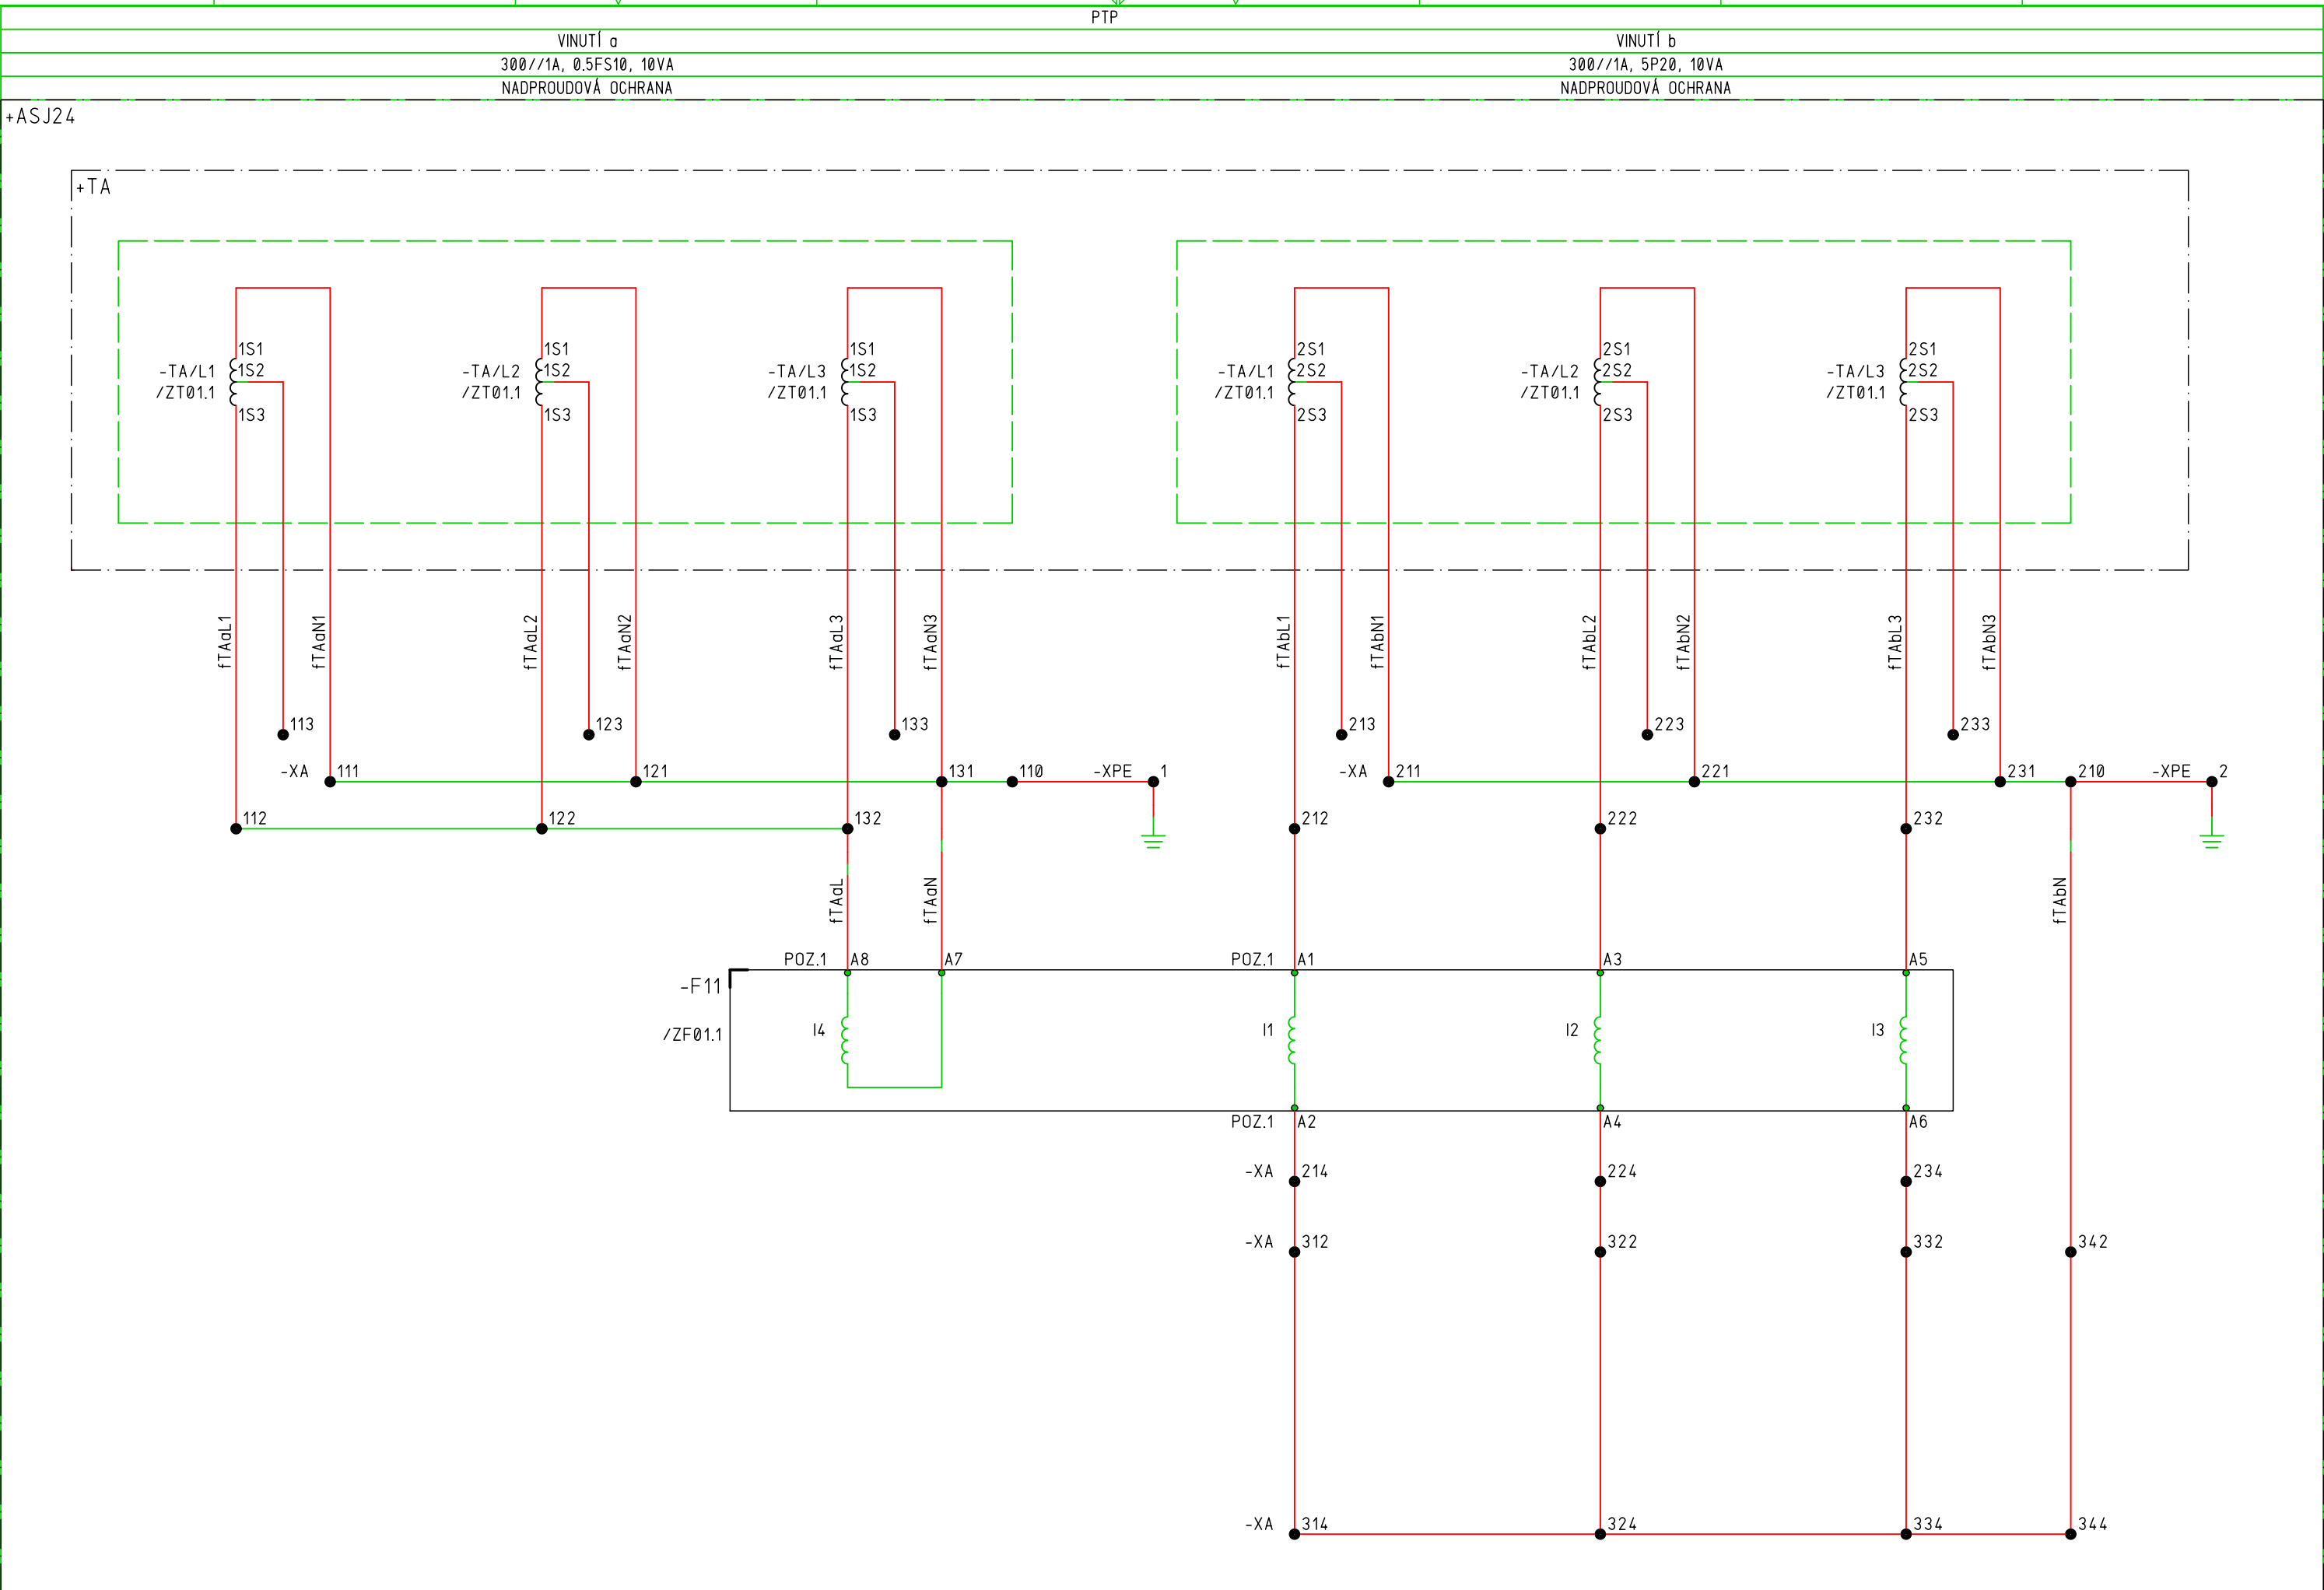 PTP
VINUTÍ a
VINUTÍ b
300//1A, 0.5FS10, 10VA
300//1A, 5P20, 10VA
NADPROUDOVÁ OCHRANA
NADPROUDOVÁ OCHRANA
+ASJ24
+TA
1S1
1S1
1S1
2S1
2S1
2S1
-TA/L1
1S2
-TA/L2
1S2
-TA/L3
1S2
-TA/L1
2S2
-TA/L2
2S2
-TA/L3
2S2
/ZT01.1
/ZT01.1
/ZT01.1
/ZT01.1
/ZT01.1
/ZT01.1
1S3
1S3
1S3
2S3
2S3
2S3
fTAaL1
fTAaN1
fTAaL2
fTAaN2
fTAaL3
fTAaN3
fTAbL1
fTAbN1
fTAbL2
fTAbN2
fTAbL3
fTAbN3
113
123
133
213
223
233
-XA
111
121
131
110
-XPE
1
-XA
211
221
231
210
-XPE
2
112
122
132
212
222
232
fTAaL
fTAaN
fTAbN
POZ.1
A8
A7
POZ.1
A1
A3
A5
-F11
/ZF01.1
I4
I1
I2
I3
POZ.1
A2
A4
A6
-XA
214
224
234
-XA
312
322
332
342
-XA
314
324
334
344